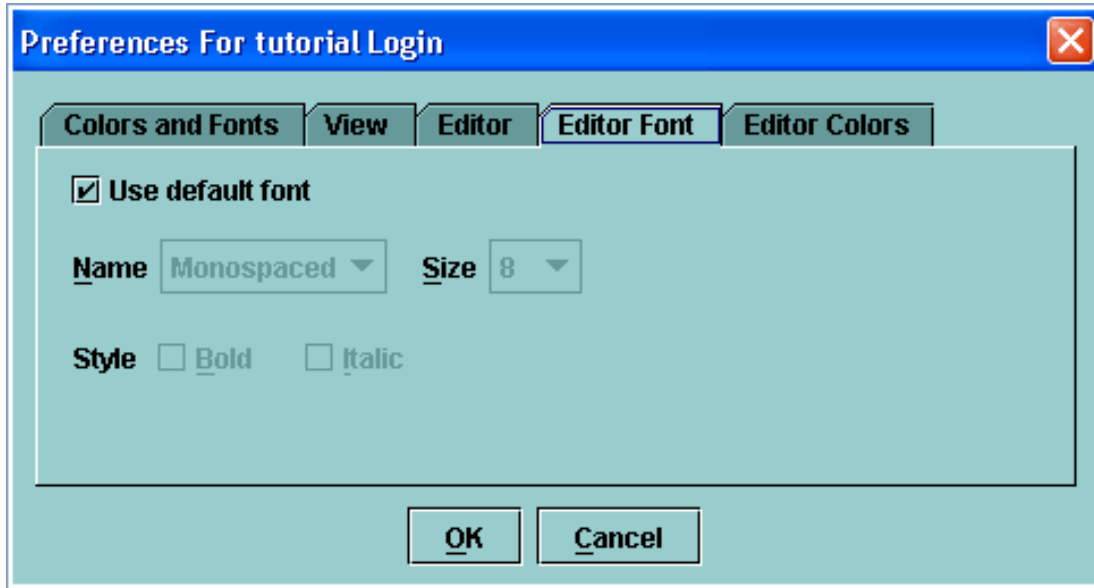 Preferences For tutorial Login
Colors and Fonts View Editor Editor Font Editor Colors
Use default font
Name Monospaced Size 8
Style Bold Italic
OK Cancel